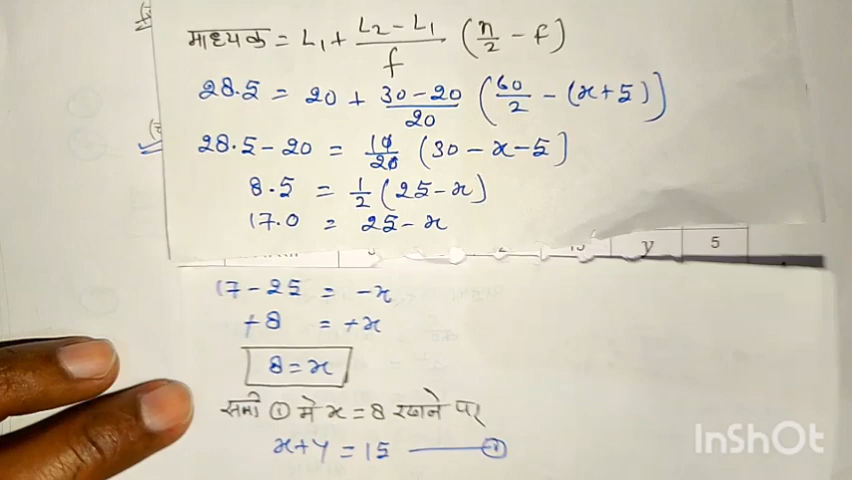 माध्यक = L₁ + (L₂ - L₁)/f (n/2 - F)
28.5 = 20 + (30 - 20)/20 (60/2 - (x+5))
28.5 - 20 = 10/20 (30 - x - 5)
8.5 = 1/2 (25 - x)
17.0 = 25 - x
y 5
17 - 25 = -x
+8 = +x
8 = x
समी ① मे x = 8 रखने पर
x + y = 15 ——— ①
InShOt